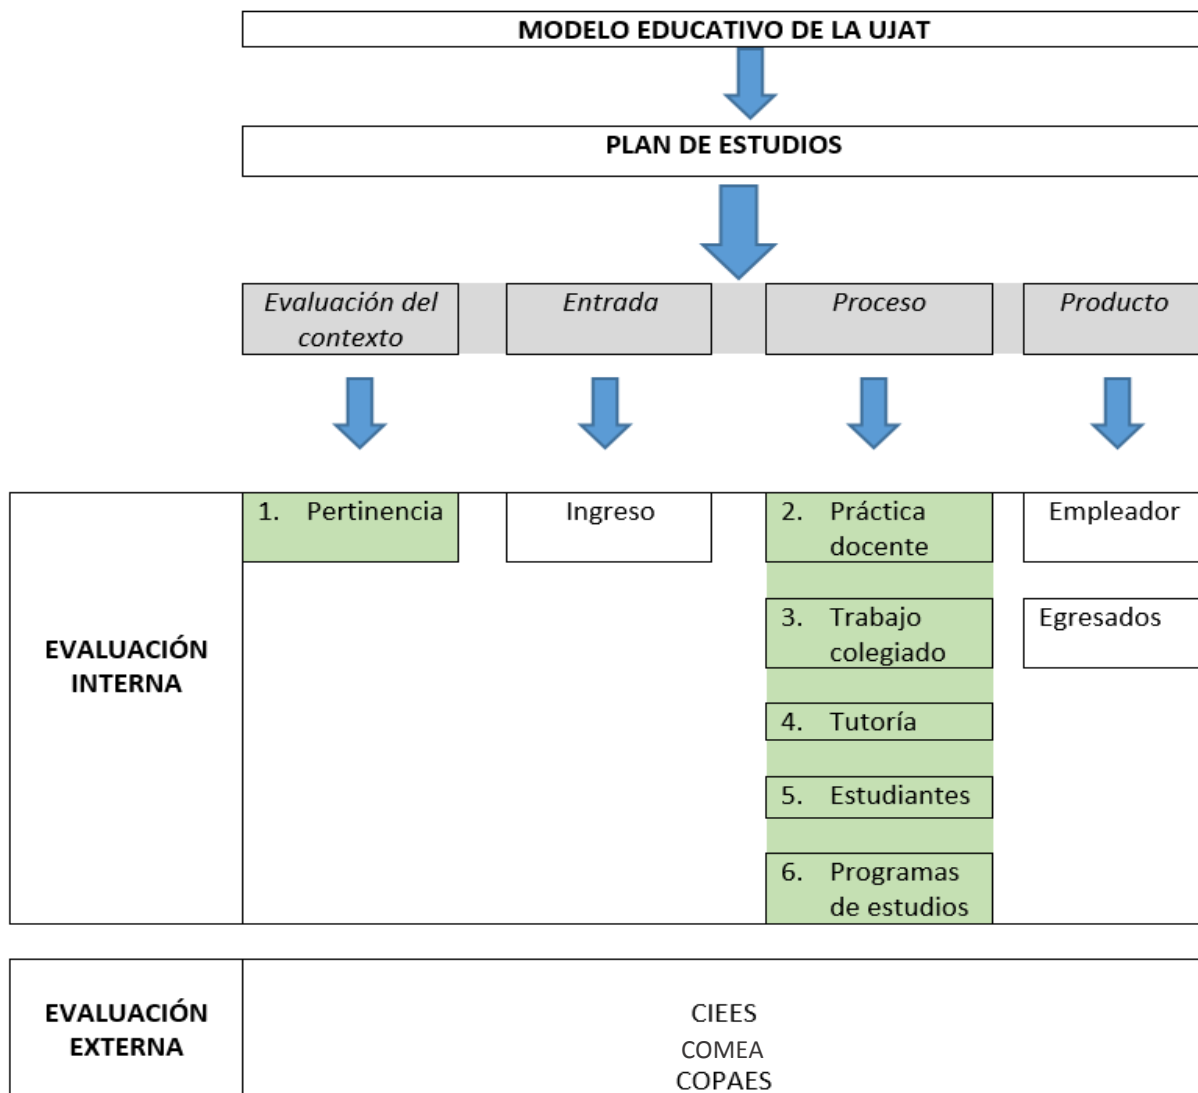 MODELO EDUCATIVO DE LA UJAT
PLAN DE ESTUDIOS
Evaluación del
contexto
Entrada
Proceso
Producto
1. Pertinencia
Ingreso
2. Práctica
docente
Empleador
3. Trabajo
colegiado
Egresados
EVALUACIÓN
INTERNA
4. Tutoría
5. Estudiantes
6. Programas
de estudios
EVALUACIÓN
EXTERNA
CIEES
COMEA
COPAES